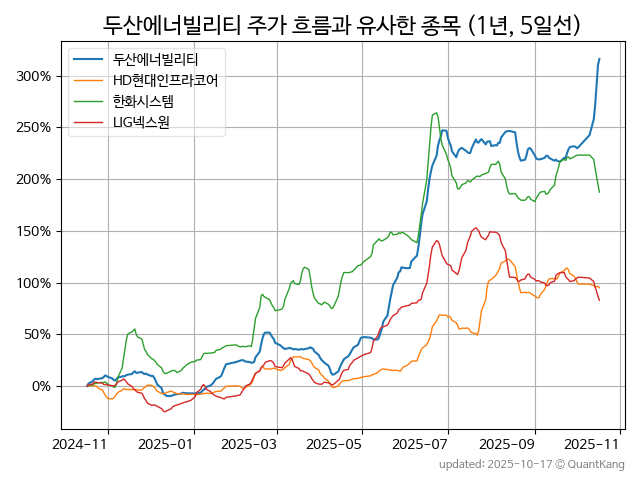 두산에너빌리티 주가 흐름과 유사한 종목 (1년, 5일선)
두산에너빌리티
HD현대인프라코어
한화시스템
LIG넥스원
300%
250%
200%
150%
100%
50%
0%
2024-11 2025-01 2025-03 2025-05 2025-07 2025-09 2025-11
updated: 2025-10-17 © QuantKang